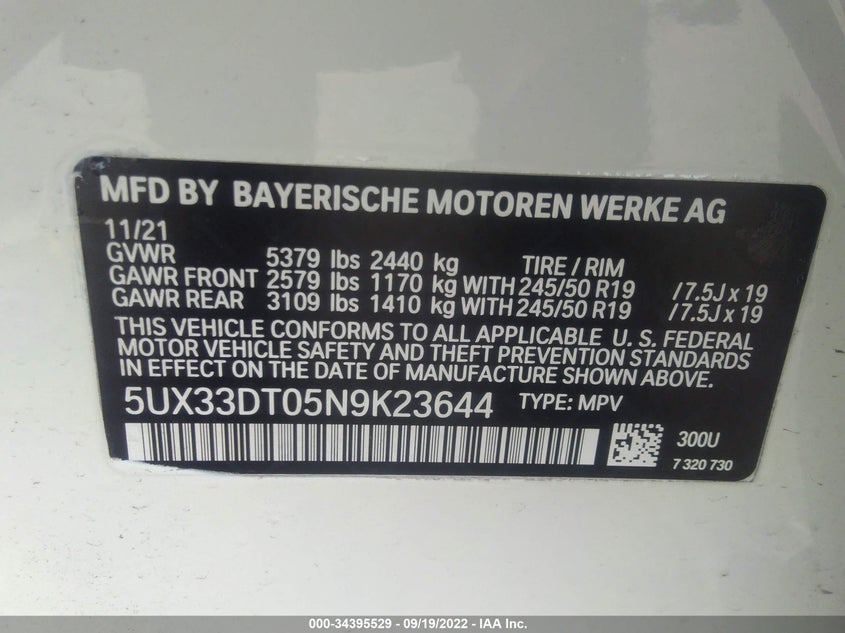 MFD BY BAYERISCHE MOTOREN WERKE AG
11/21
GVWR 5379 lbs 2440 kg TIRE / RIM
GAWR FRONT 2579 lbs 1170 kg WITH 245/50 R19 /7.5J x 19
GAWR REAR 3109 lbs 1410 kg WITH 245/50 R19 /7.5J x 19
THIS VEHICLE CONFORMS TO ALL APPLICABLE U. S. FEDERAL
MOTOR VEHICLE SAFETY AND THEFT PREVENTION STANDARDS
IN EFFECT ON THE DATE OF MANUFACTURE SHOWN ABOVE.
5UX33DT05N9K23644 TYPE: MPV
300U
7 320 730
000-34395529 - 09/19/2022 - IAA Inc.